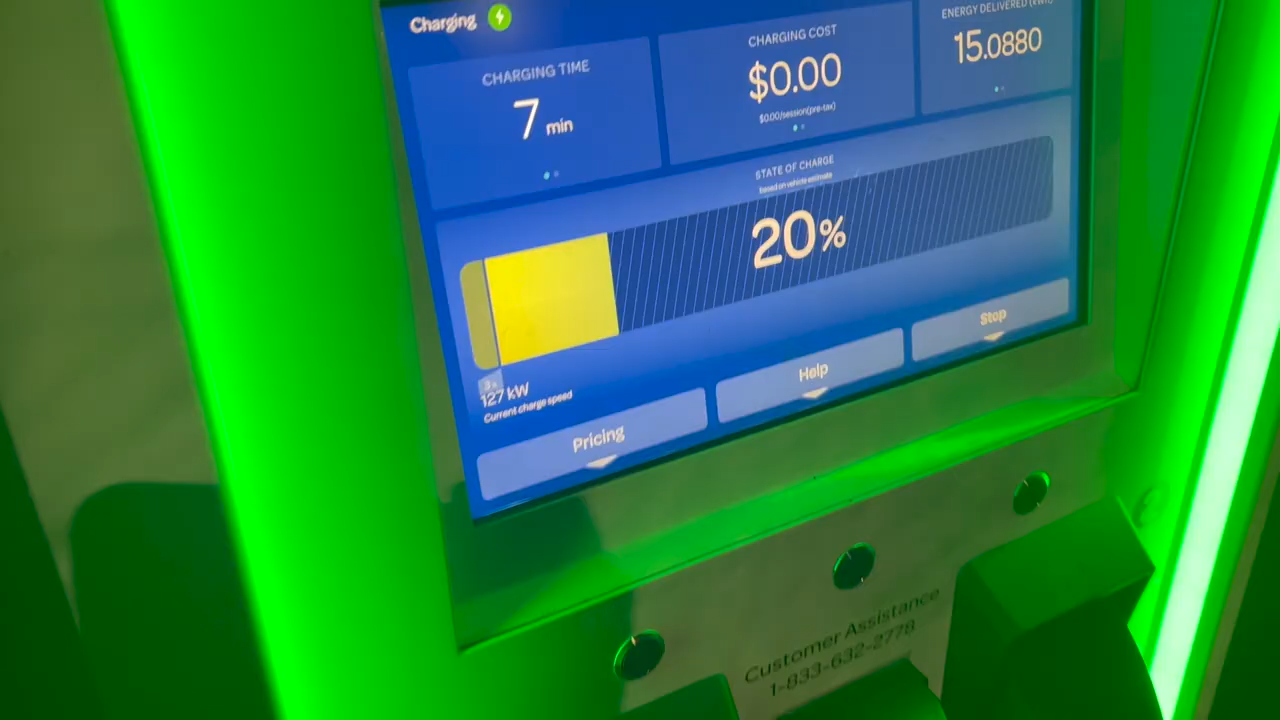 Charging
CHARGING TIME
7 min
CHARGING COST
$0.00
$0.00/session(pre-tax)
ENERGY DELIVERED (kWh)
15.0880
STATE OF CHARGE
based on vehicle estimate
20%
3%
127 kW
Current charge speed
Pricing
Help
Stop
Customer Assistance
1-833-632-2778